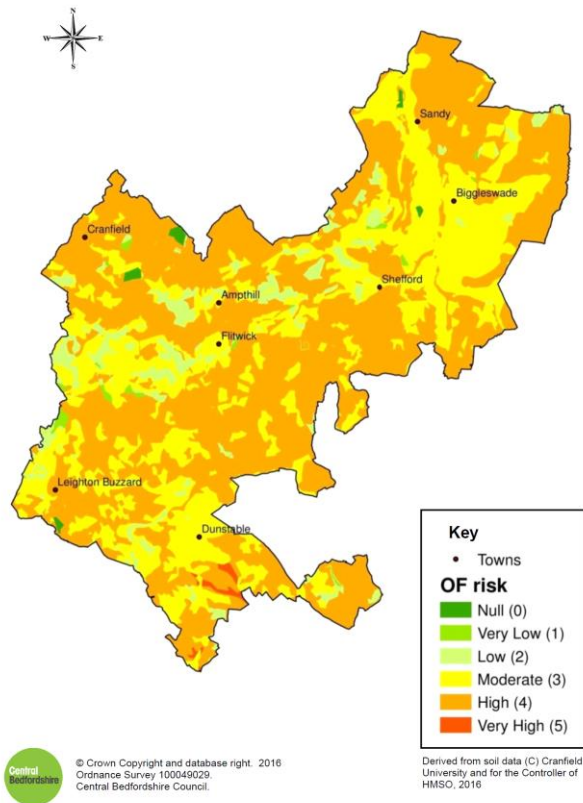 N
W E
S
Sandy
Biggleswade
Cranfield
Shefford
Ampthill
Flitwick
Leighton Buzzard
Dunstable
Key
Towns
OF risk
Null (0)
Very Low (1)
Low (2)
Moderate (3)
High (4)
Very High (5)
Central
Bedfordshire
© Crown Copyright and database right. 2016
Ordnance Survey 100049029.
Central Bedfordshire Council.
Derived from soil data (C) Cranfield
University and for the Controller of
HMSO, 2016